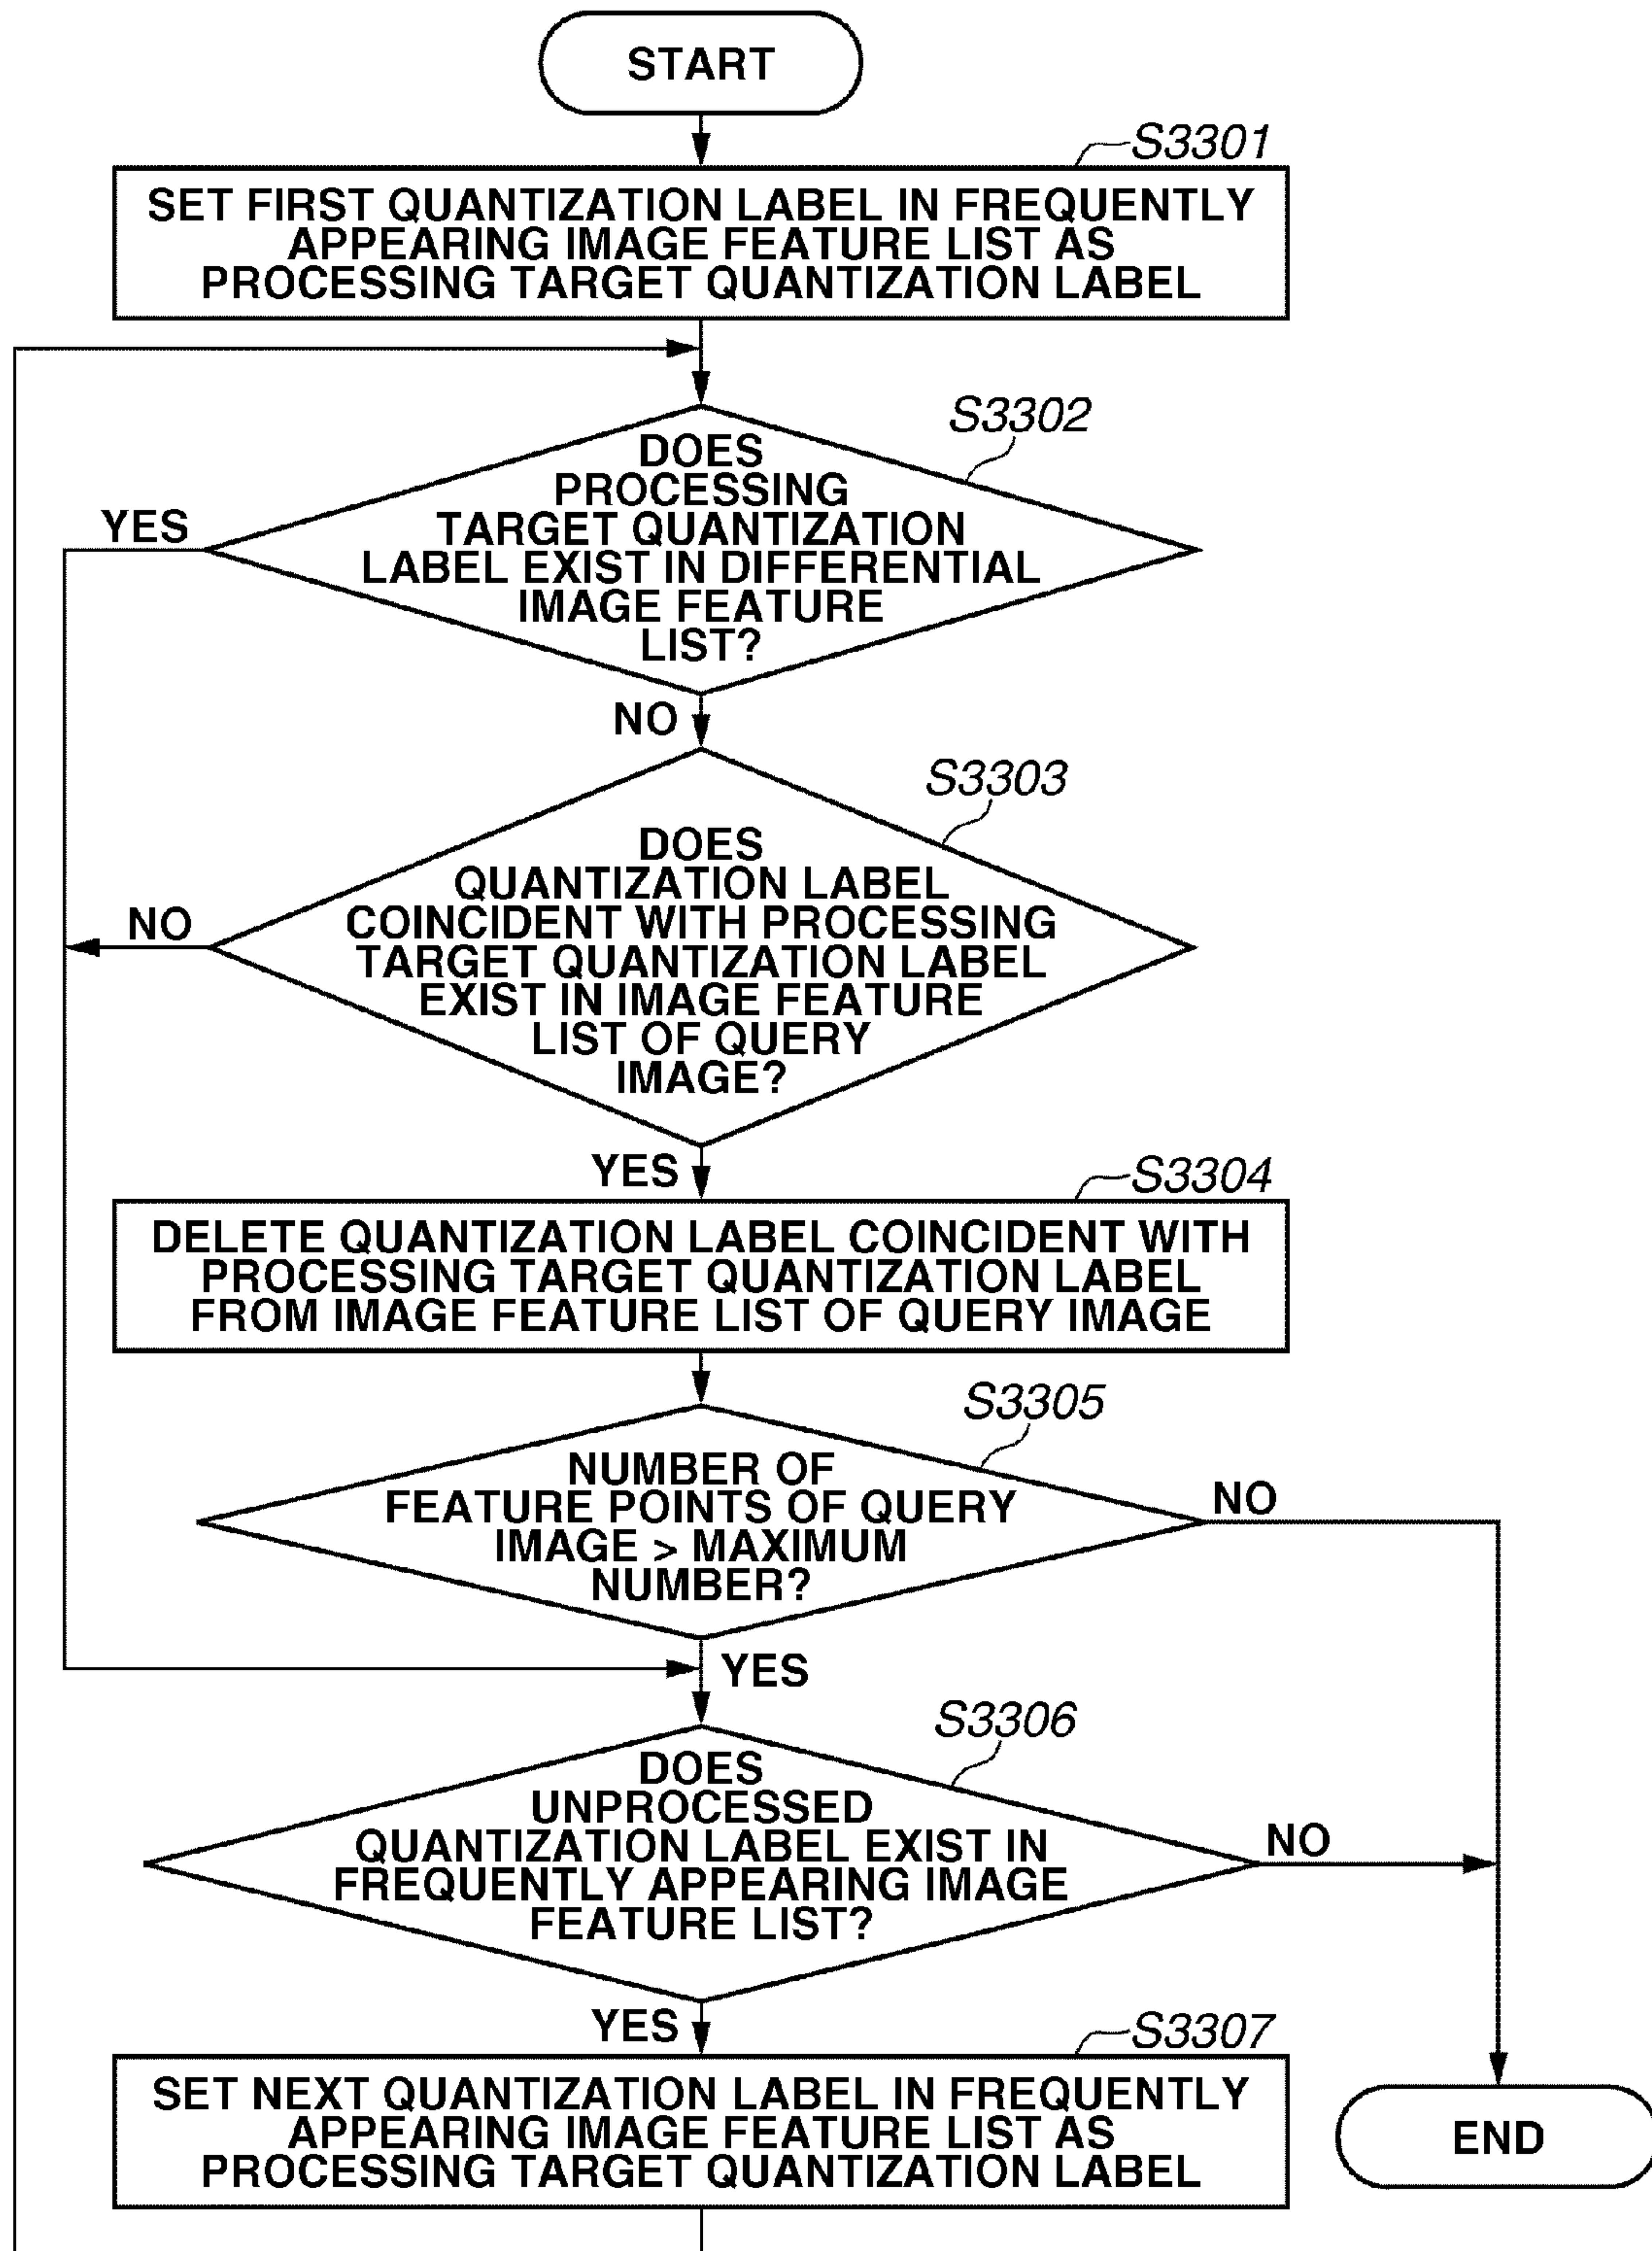 START
S3301
SET FIRST QUANTIZATION LABEL IN FREQUENTLY
APPEARING IMAGE FEATURE LIST AS
PROCESSING TARGET QUANTIZATION LABEL
S3302
DOES
PROCESSING
TARGET QUANTIZATION
LABEL EXIST IN DIFFERENTIAL
IMAGE FEATURE
LIST?
YES
NO
S3303
DOES
QUANTIZATION LABEL
COINCIDENT WITH PROCESSING
TARGET QUANTIZATION LABEL
EXIST IN IMAGE FEATURE
LIST OF QUERY
IMAGE?
NO
YES
S3304
DELETE QUANTIZATION LABEL COINCIDENT WITH
PROCESSING TARGET QUANTIZATION LABEL
FROM IMAGE FEATURE LIST OF QUERY IMAGE
S3305
NUMBER OF
FEATURE POINTS OF QUERY
IMAGE > MAXIMUM
NUMBER?
NO
YES
S3306
DOES
UNPROCESSED
QUANTIZATION LABEL EXIST IN
FREQUENTLY APPEARING IMAGE
FEATURE LIST?
NO
YES
S3307
SET NEXT QUANTIZATION LABEL IN FREQUENTLY
APPEARING IMAGE FEATURE LIST AS
PROCESSING TARGET QUANTIZATION LABEL
END